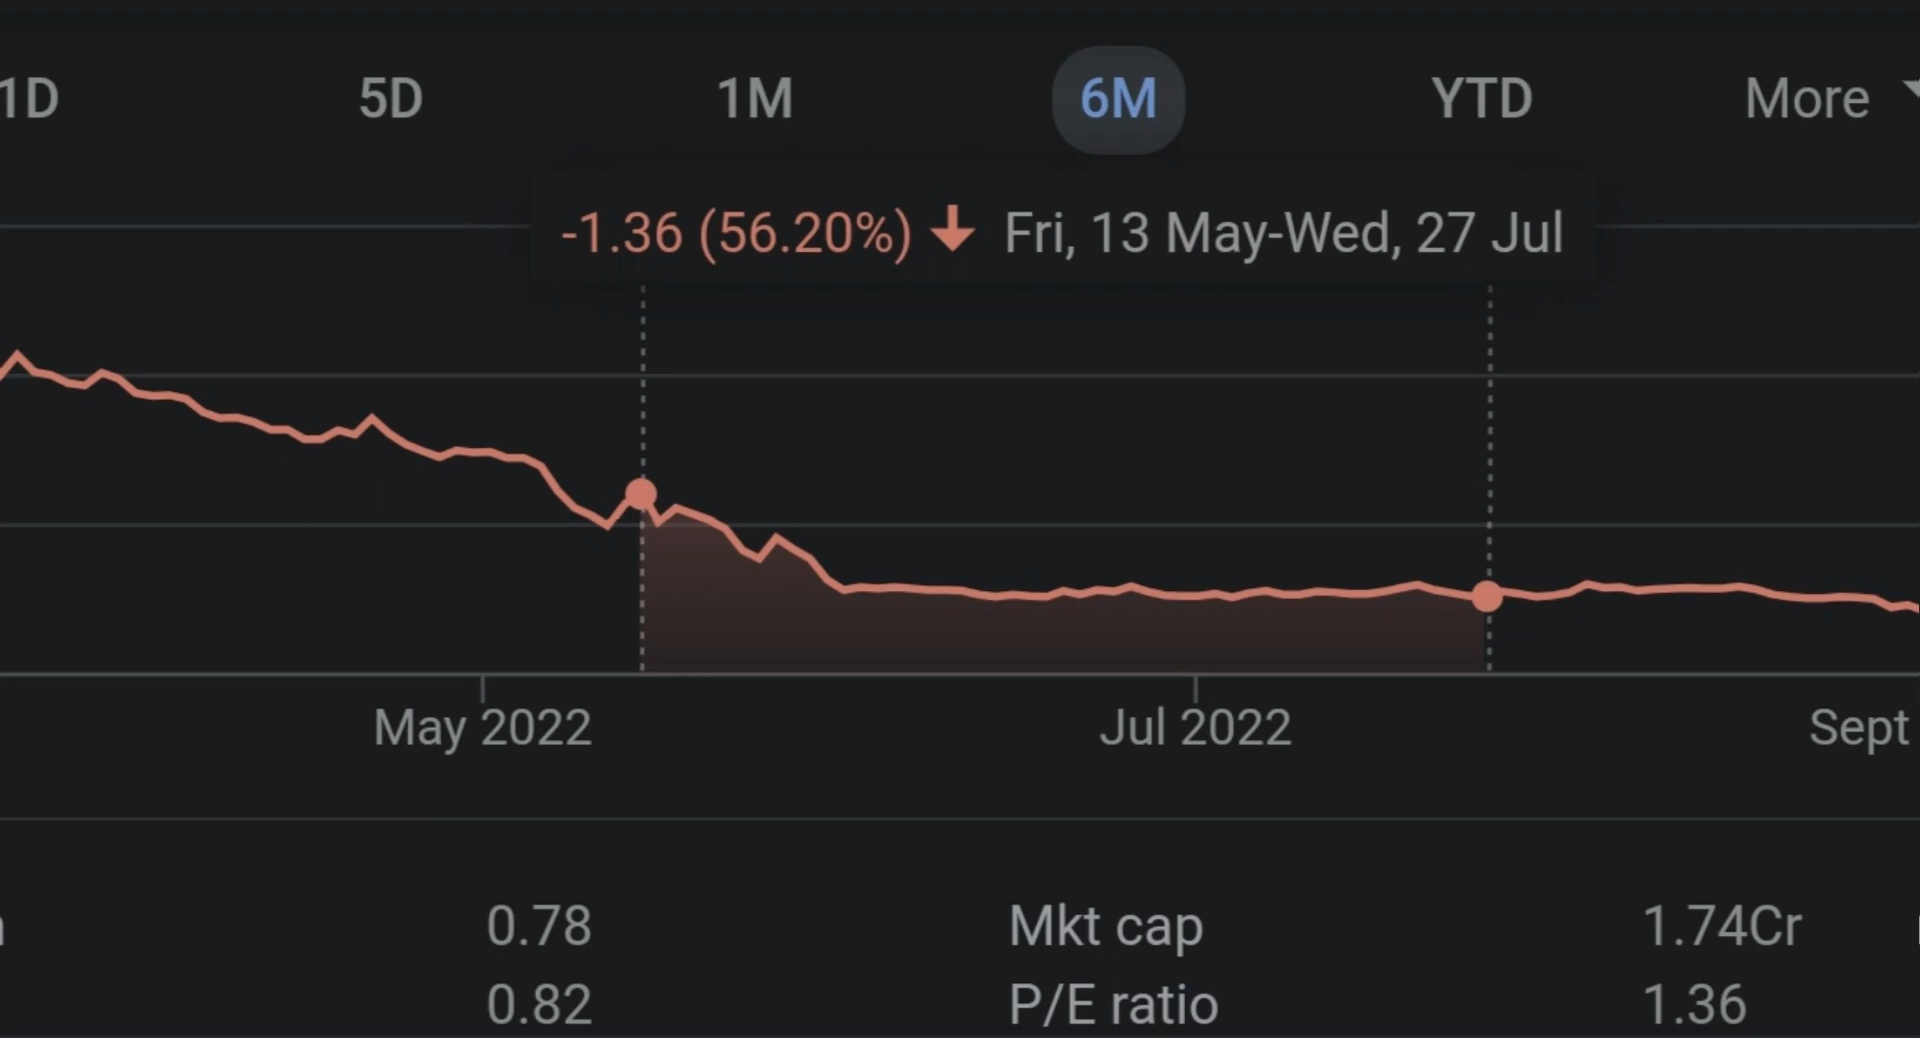 1D 5D 1M 6M YTD More
-1.36 (56.20%) Fri, 13 May-Wed, 27 Jul
May 2022 Jul 2022 Sept
0.78 Mkt cap 1.74Cr
0.82 P/E ratio 1.36